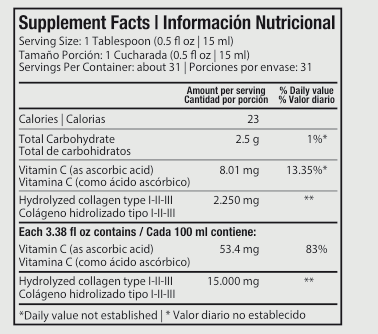 Supplement Facts | Información Nutricional
Serving Size: 1 Tablespoon (0.5 fl oz | 15 ml)
Tamaño Porción: 1 Cucharada (0.5 fl oz | 15 ml)
Servings Per Container: about 31 | Porciones por envase: 31
Amount per serving % Daily value
Cantidad por porción % Valor diario
Calories | Calorias 23
Total Carbohydrate 2.5 g 1%*
Total de carbohidratos
Vitamin C (as ascorbic acid) 8.01 mg 13.35%*
Vitamina C (como ácido ascórbico)
Hydrolyzed collagen type I-II-III 2.250 mg **
Colágeno hidrolizado tipo I-II-III
Each 3.38 fl oz contains / Cada 100 ml contiene:
Vitamin C (as ascorbic acid) 53.4 mg 83%
Vitamina C (como ácido ascórbico)
Hydrolyzed collagen type I-II-III 15.000 mg **
Colágeno hidrolizado tipo I-II-III
*Daily value not established | * Valor diario no establecido